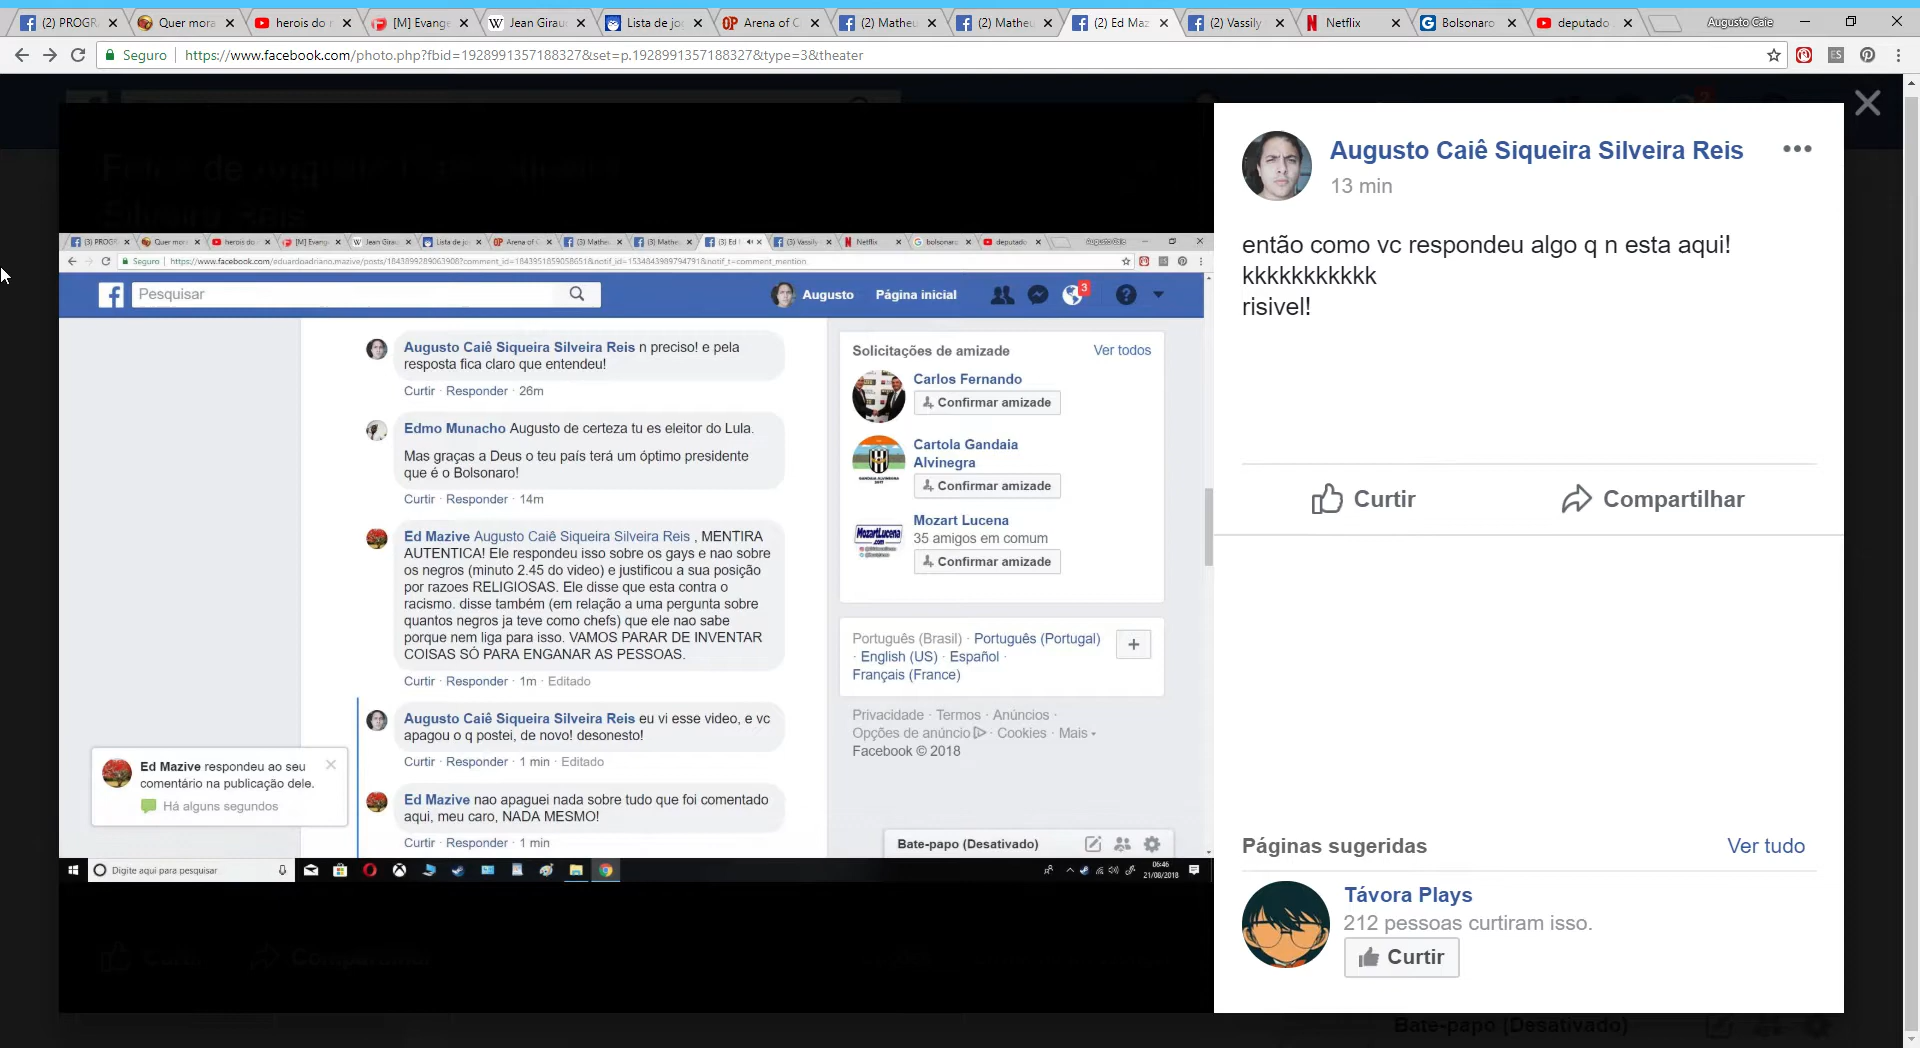 (2) PROGR
Quer mora
herois do r
[M] Evange
Jean Girau
Lista de jo
Arena of C
(2) Matheu
(2) Matheu
(2) Ed Maz
(2) Vassily
Netflix
Bolsonaro
deputado
Augusto Caie
Seguro https://www.facebook.com/photo.php?fbid=1928991357188327&set=p.1928991357188327&type=3&theater
(3) PROGR
Quer mora
herois do
[M] Evang
Jean Girau
Lista de jo
Arena of C
(3) Matheu
(3) Matheu
(3) Ed
(3) Vassily
Netflix
bolsonaro
deputado
Augusto Caie
Seguro https://www.facebook.com/eduardoadriano.mazive/posts/1843899289063908?comment_id=1843951859058651&notif_id=1534843989794791&notif_t=comment_mention
Pesquisar
Augusto Página inicial
3
Augusto Caiê Siqueira Silveira Reis n preciso! e pela
resposta fica claro que entendeu!
Curtir · Responder · 26m
Edmo Munacho Augusto de certeza tu es eleitor do Lula.
Mas graças a Deus o teu país terá um óptimo presidente
que é o Bolsonaro!
Curtir · Responder · 14m
Ed Mazive Augusto Caiê Siqueira Silveira Reis , MENTIRA
AUTENTICA! Ele respondeu isso sobre os gays e nao sobre
os negros (minuto 2.45 do video) e justificou a sua posição
por razoes RELIGIOSAS. Ele disse que esta contra o
racismo. disse também (em relação a uma pergunta sobre
quantos negros ja teve como chefs) que ele nao sabe
porque nem liga para isso. VAMOS PARAR DE INVENTAR
COISAS SÓ PARA ENGANAR AS PESSOAS.
Curtir · Responder · 1m · Editado
Augusto Caiê Siqueira Silveira Reis eu vi esse video, e vc
apagou o q postei, de novo! desonesto!
Curtir · Responder · 1 min · Editado
Ed Mazive nao apaguei nada sobre tudo que foi comentado
aqui, meu caro, NADA MESMO!
Curtir · Responder · 1 min
Ed Mazive respondeu ao seu
comentário na publicação dele.
Há alguns segundos
Solicitações de amizade Ver todos
Carlos Fernando
Confirmar amizade
Cartola Gandaia
Alvinegra
Confirmar amizade
Mozart Lucena
35 amigos em comum
Confirmar amizade
Português (Brasil) · Português (Portugal)
· English (US) · Español ·
Français (France)
Privacidade · Termos · Anúncios ·
Opções de anúncio · Cookies · Mais
Facebook © 2018
Bate-papo (Desativado)
Digite aqui para pesquisar
06:46
21/08/2018
Augusto Caiê Siqueira Silveira Reis
13 min
então como vc respondeu algo q n esta aqui!
kkkkkkkkkkk
risivel!
Curtir Compartilhar
Páginas sugeridas Ver tudo
Távora Plays
212 pessoas curtiram isso.
Curtir
Bate-papo (Desativado)